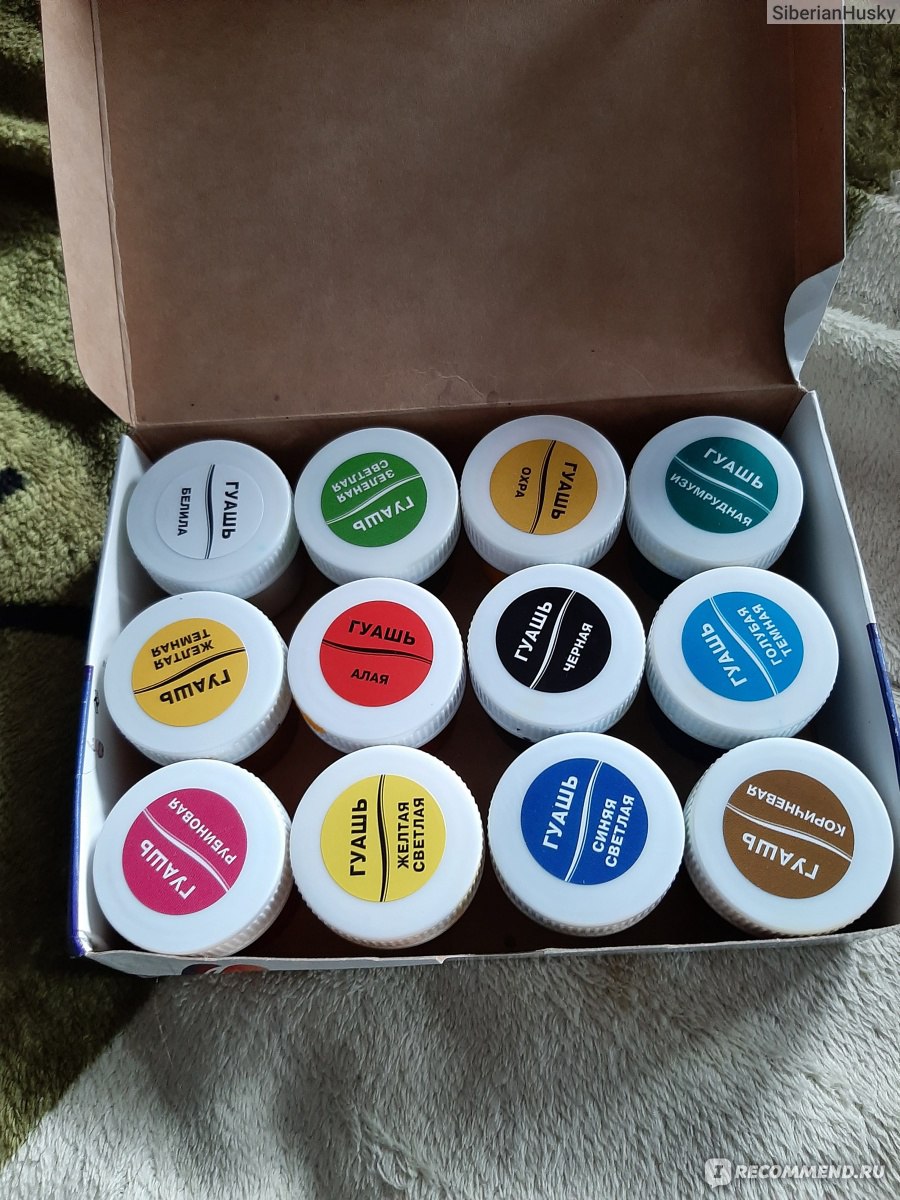 SiberianHusky
ГУАШЬ
БЕЛИЛА
ГУАШЬ
ЗЕЛЕНАЯ
СВЕТЛАЯ
ГУАШЬ
ОХРА
ГУАШЬ
ИЗУМРУДНАЯ
ГУАШЬ
ЖЕЛТАЯ
ТЕМНАЯ
ГУАШЬ
АЛАЯ
ГУАШЬ
ЧЕРНАЯ
ГУАШЬ
ГОЛУБАЯ
ТЕМНАЯ
ГУАШЬ
РУБИНОВАЯ
ГУАШЬ
ЖЕЛТАЯ
СВЕТЛАЯ
ГУАШЬ
СИНЯЯ
СВЕТЛАЯ
ГУАШЬ
КОРИЧНЕВАЯ
IRECOMMEND.RU